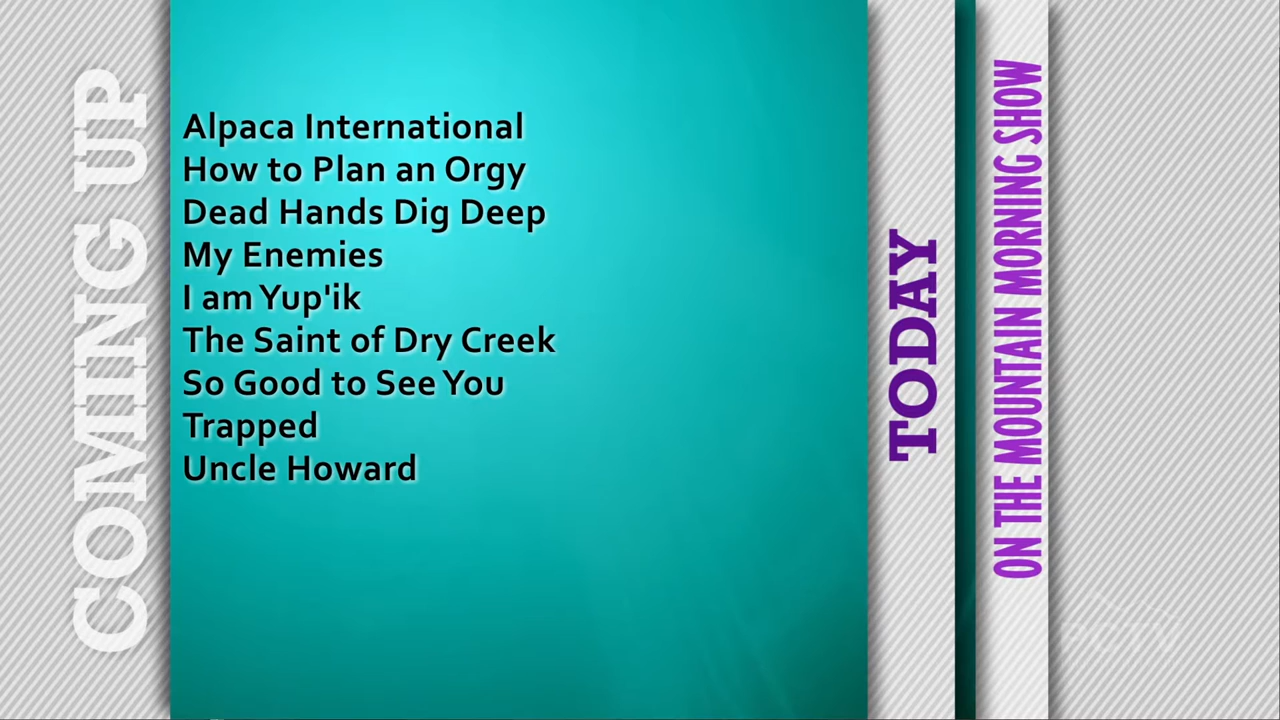 COMING UP
Alpaca International
How to Plan an Orgy
Dead Hands Dig Deep
My Enemies
I am Yup'ik
The Saint of Dry Creek
So Good to See You
Trapped
Uncle Howard
TODAY
ON THE MOUNTAIN MORNING SHOW
PCTV